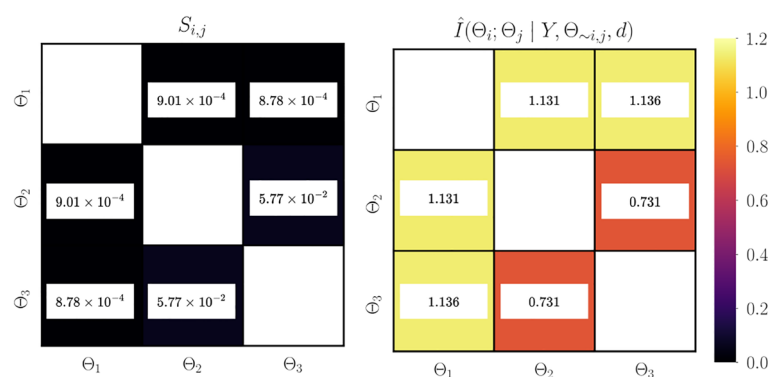 S_{i,j}
Î(Θ_i; Θ_j | Y, Θ_{∼i,j}, d)
Θ_1
9.01 × 10^{−4}
8.78 × 10^{−4}
Θ_2
9.01 × 10^{−4}
5.77 × 10^{−2}
Θ_3
8.78 × 10^{−4}
5.77 × 10^{−2}
Θ_1 Θ_2 Θ_3
Θ_1
1.131
1.136
Θ_2
1.131
0.731
Θ_3
1.136
0.731
Θ_1 Θ_2 Θ_3
1.2
1.0
0.8
0.6
0.4
0.2
0.0